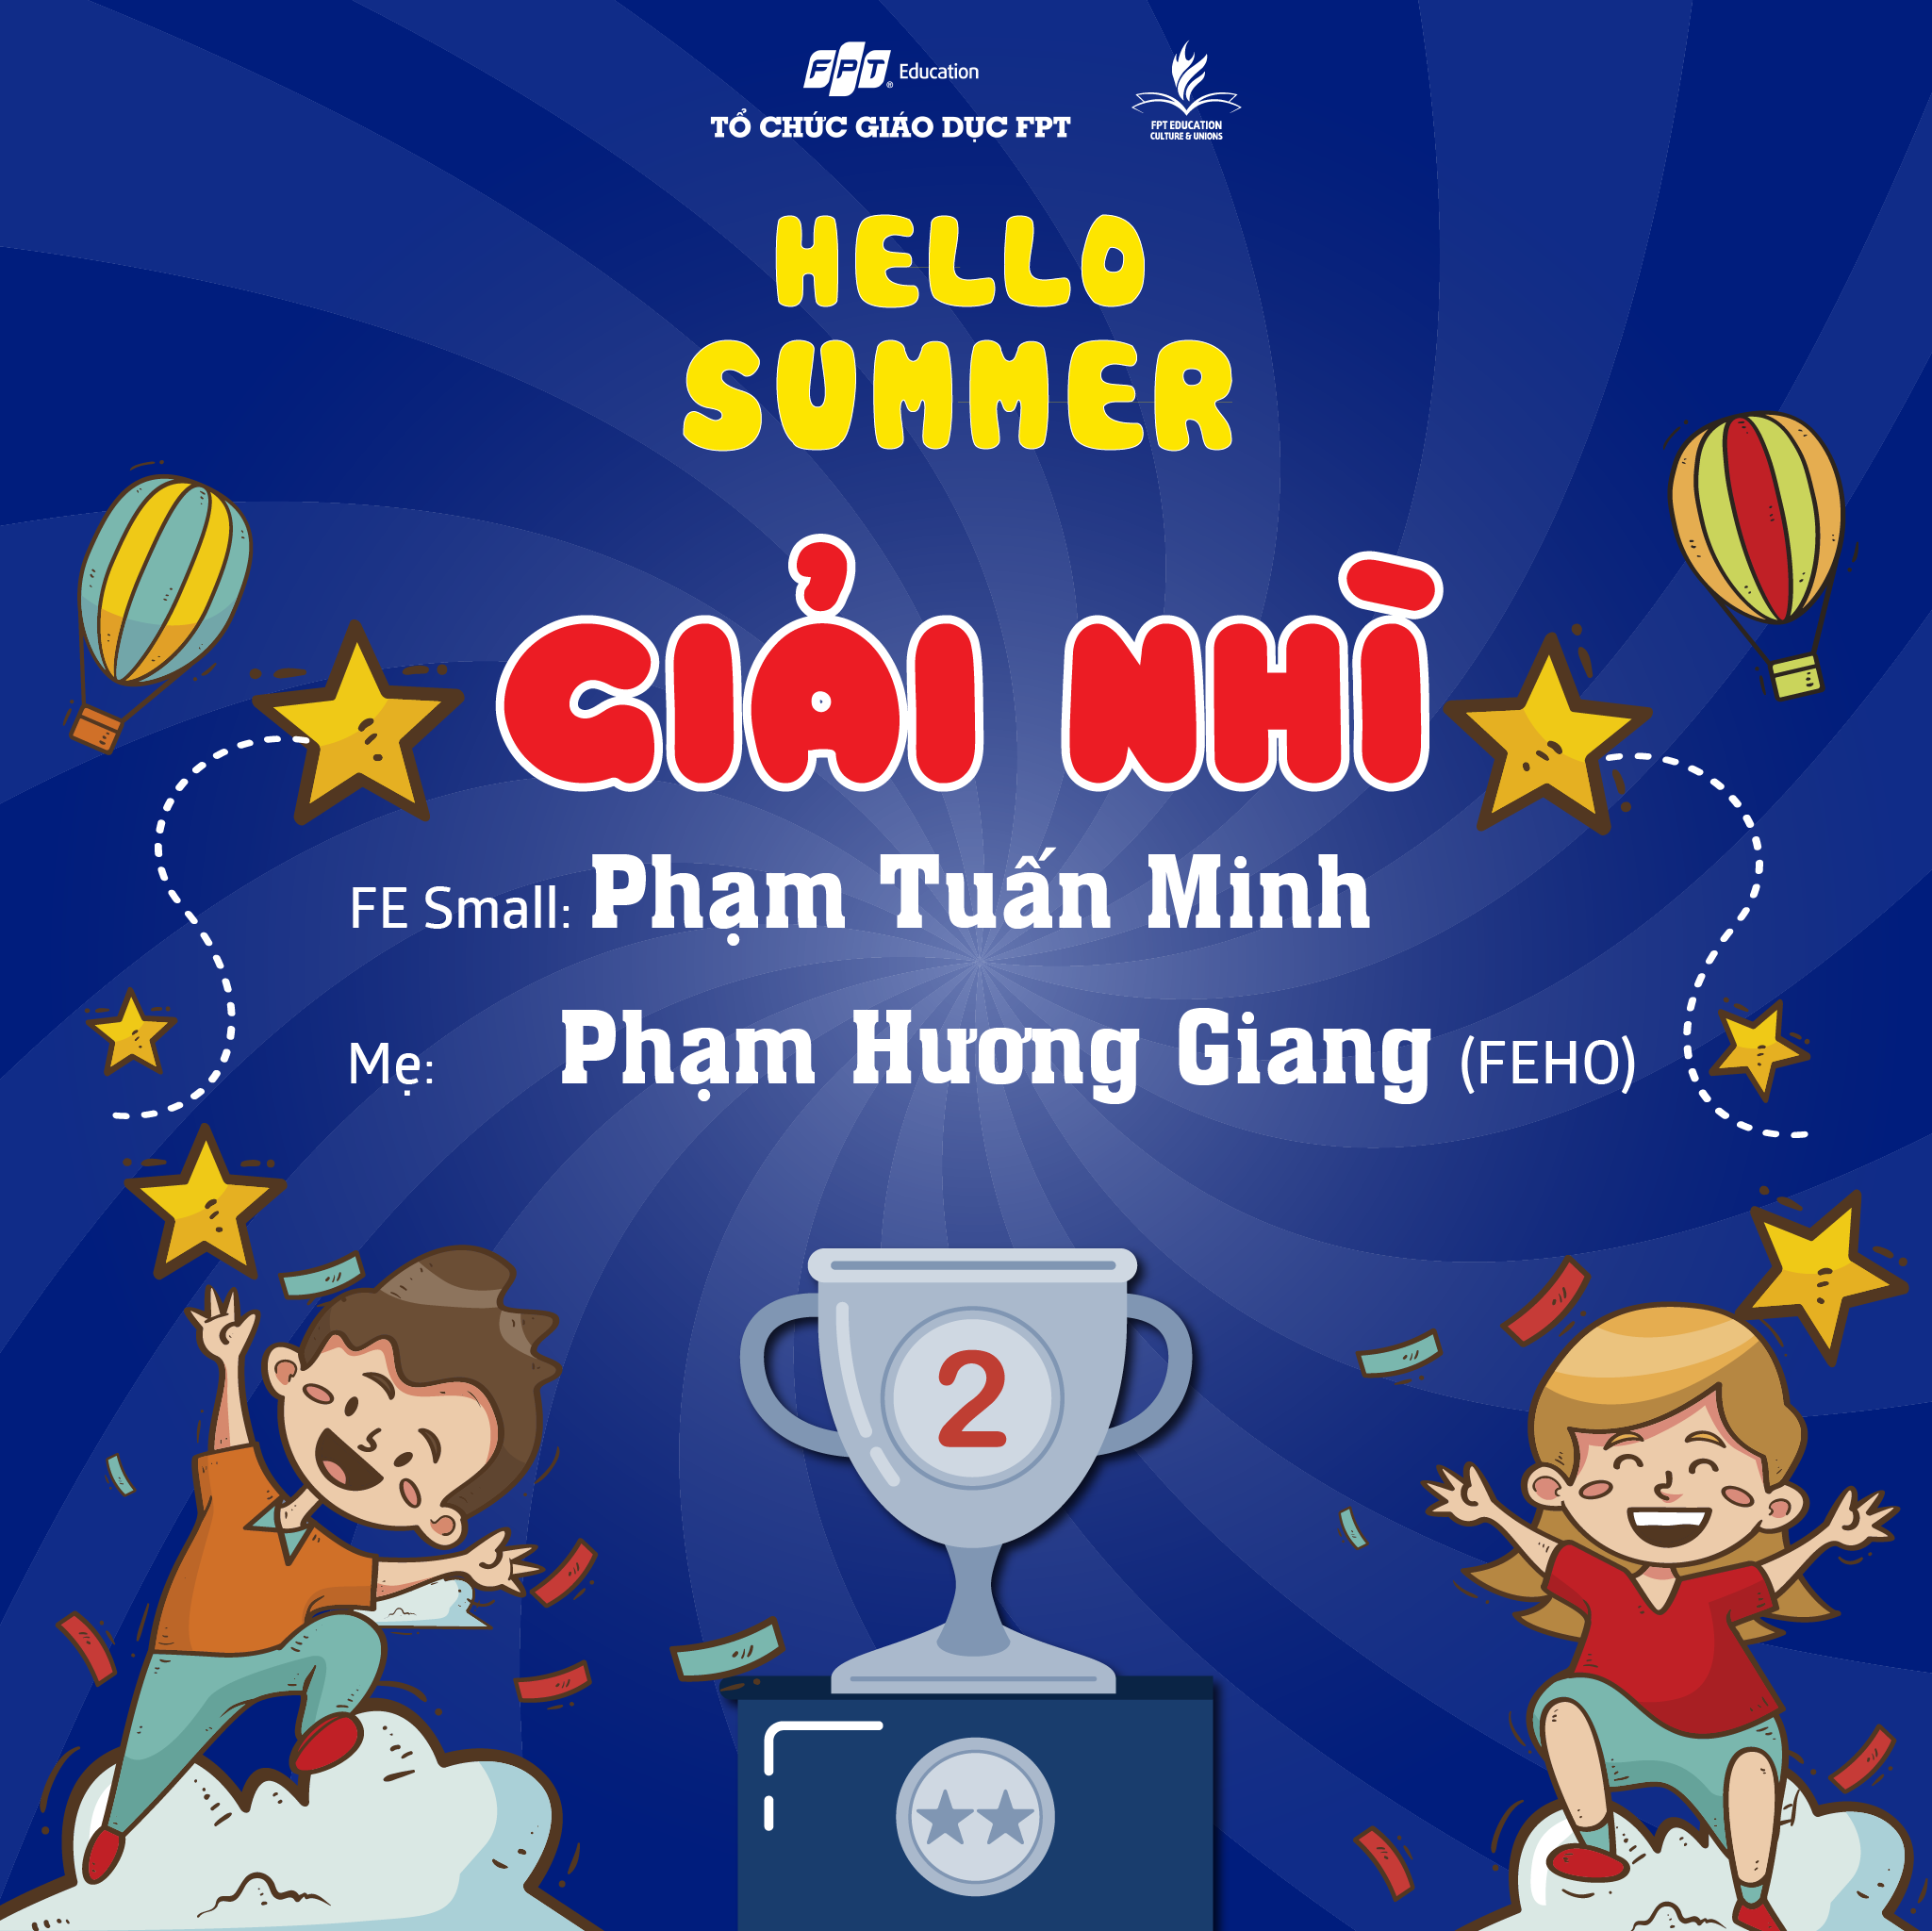 FPT Education
TỔ CHỨC GIÁO DỤC FPT
FPT EDUCATION
CULTURE & UNIONS
HELLO
SUMMER
GIẢI NHÌ
FE Small: Phạm Tuấn Minh
Mẹ: Phạm Hương Giang (FEHO)
2